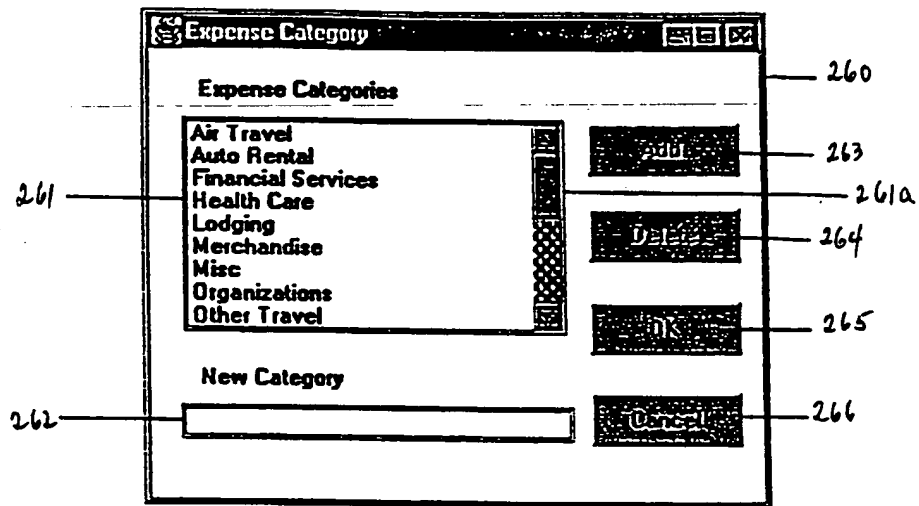 Expense Category
260
Expense Categories
Air Travel
Auto Rental
Financial Services
Health Care
Lodging
Merchandise
Misc
Organizations
Other Travel
261
261a
Add
263
Delete
264
OK
265
New Category
262
Cancel
266